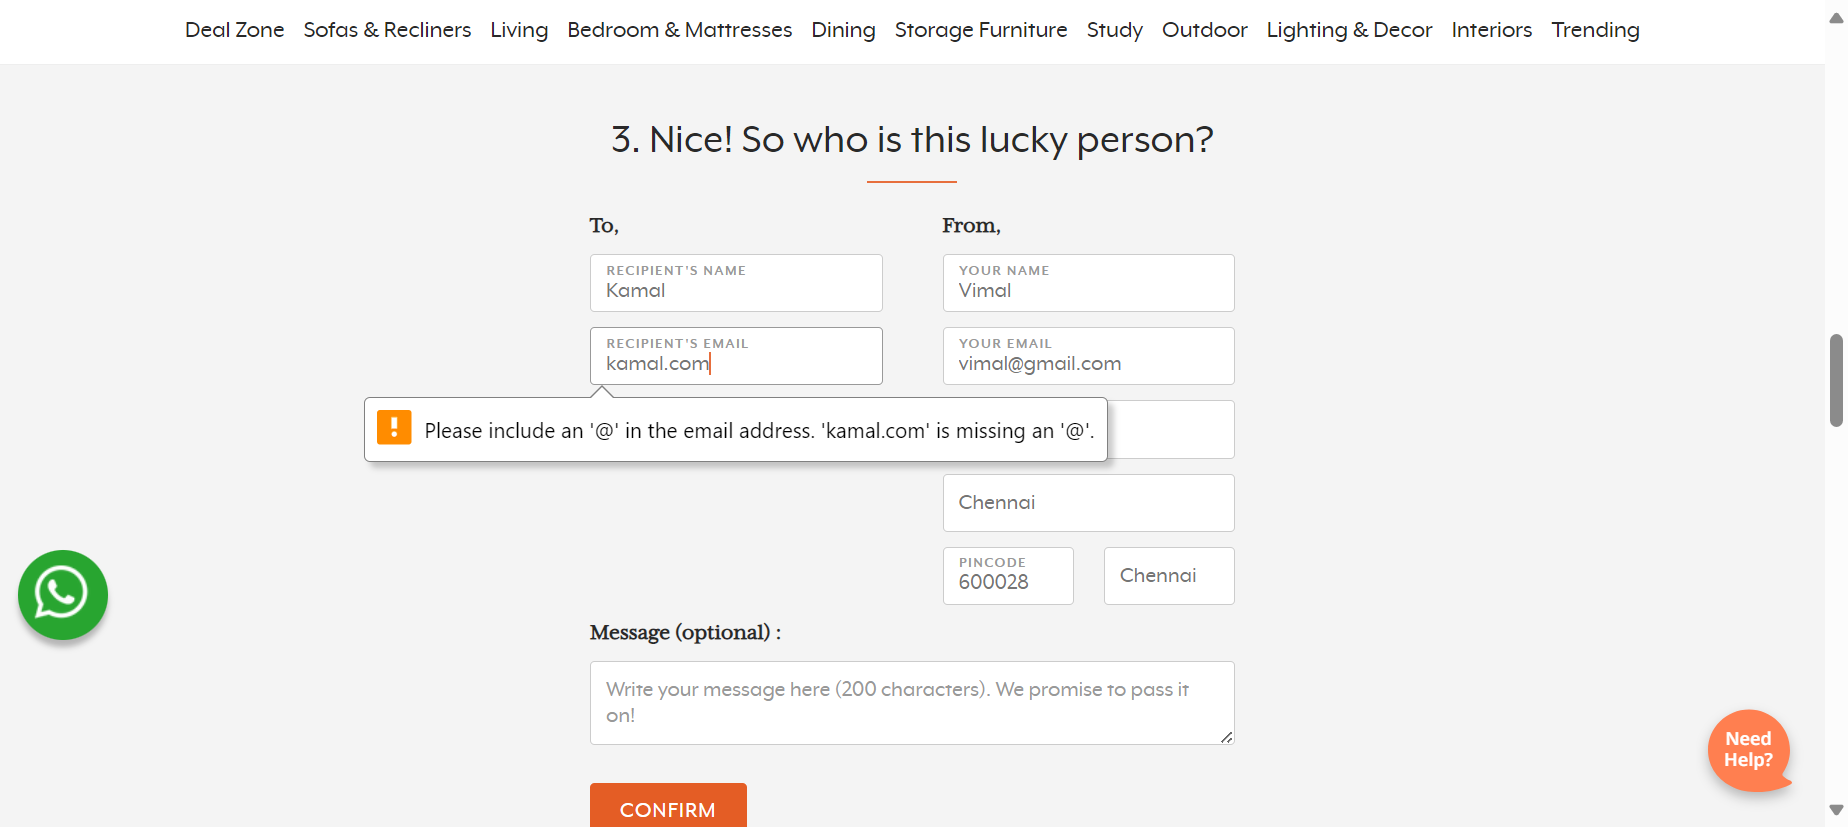 Deal Zone Sofas & Recliners Living Bedroom & Mattresses Dining Storage Furniture Study Outdoor Lighting & Decor Interiors Trending
3. Nice! So who is this lucky person?
To,
From,
RECIPIENT'S NAME
Kamal
YOUR NAME
Vimal
RECIPIENT'S EMAIL
kamal.com
YOUR EMAIL
vimal@gmail.com
! Please include an '@' in the email address. 'kamal.com' is missing an '@'.
Chennai
PINCODE
600028
Chennai
Message (optional) :
Write your message here (200 characters). We promise to pass it
on!
Need
Help?
CONFIRM